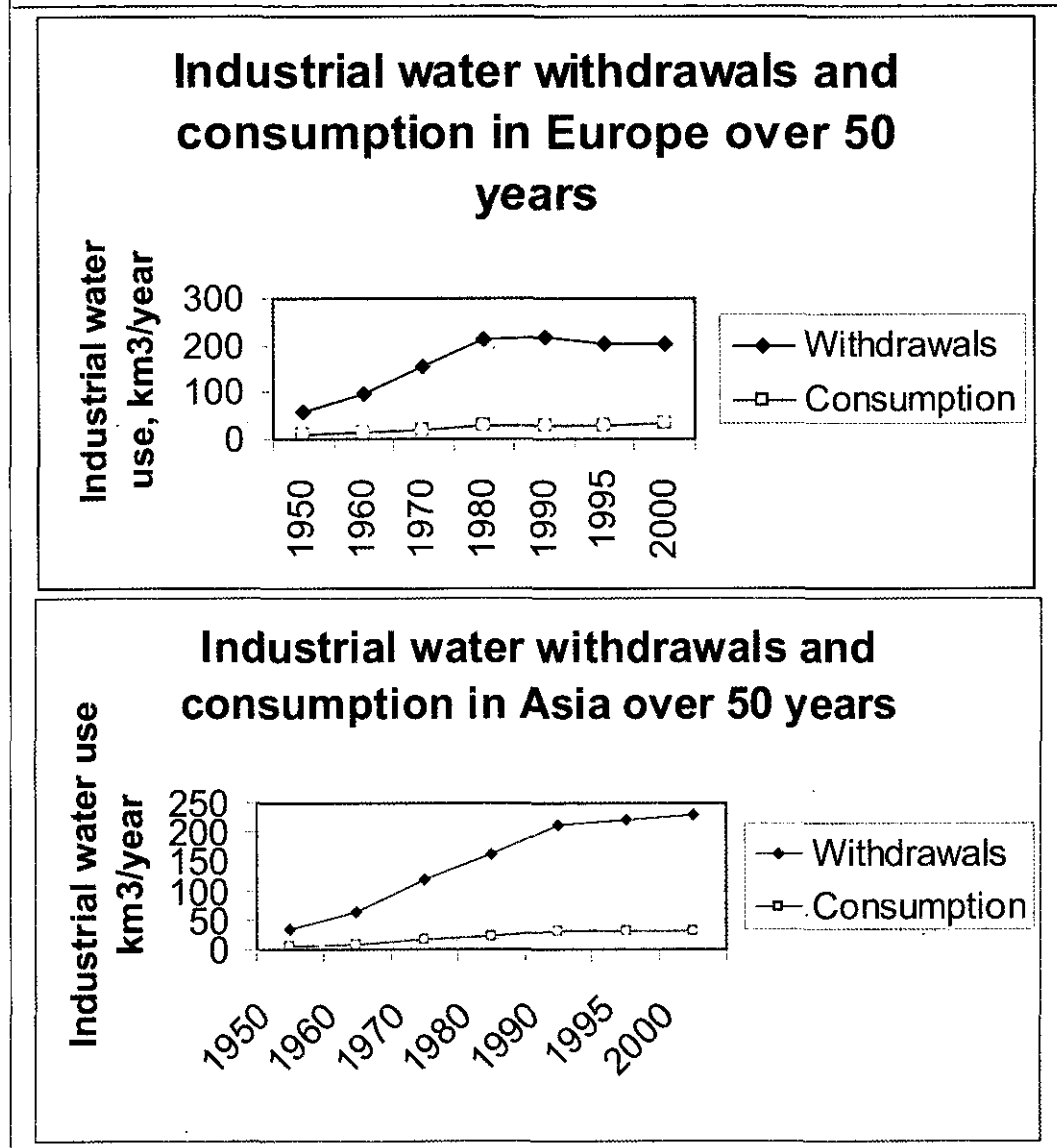 Industrial water withdrawals and
consumption in Europe over 50
years
Industrial water
use, km3/year
300
200
100
0
1950
1960
1970
1980
1990
1995
2000
Withdrawals
Consumption
Industrial water withdrawals and
consumption in Asia over 50 years
Industrial water use
km3/year
250
200
150
100
50
0
1950
1960
1970
1980
1990
1995
2000
Withdrawals
Consumption